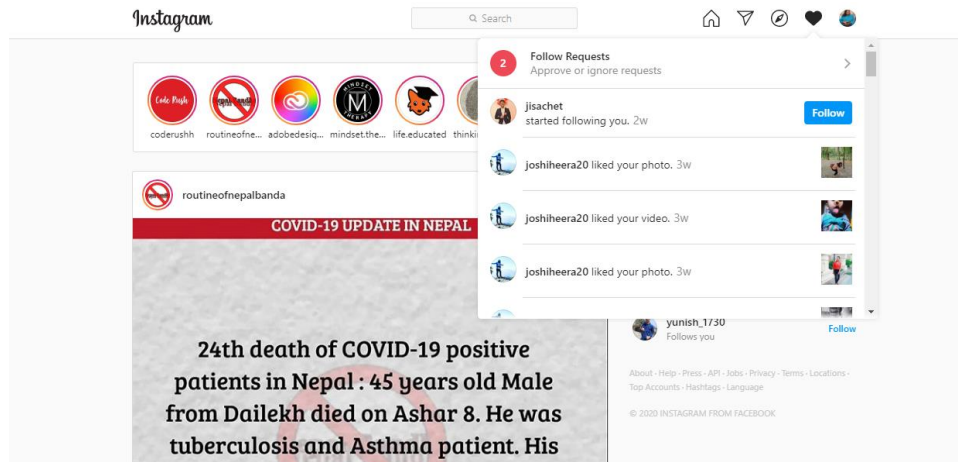 Instagram
Search
2
Follow Requests
Approve or ignore requests
jisachet
started following you. 2w
Follow
joshiheera20 liked your photo. 3w
joshiheera20 liked your video. 3w
joshiheera20 liked your photo. 3w
Code Rush
MINDSET
M
THERAPY
coderushh
routineofne...
adobedesig...
mindset.the...
life.educated
routineofnepalbanda
COVID-19 UPDATE IN NEPAL
24th death of COVID-19 positive
patients in Nepal : 45 years old Male
from Dailekh died on Ashar 8. He was
tuberculosis and Asthma patient. His
yunish_1730
Follows you
Follow
About · Help · Press · API · Jobs · Privacy · Terms · Locations ·
Top Accounts · Hashtags · Language
© 2020 INSTAGRAM FROM FACEBOOK